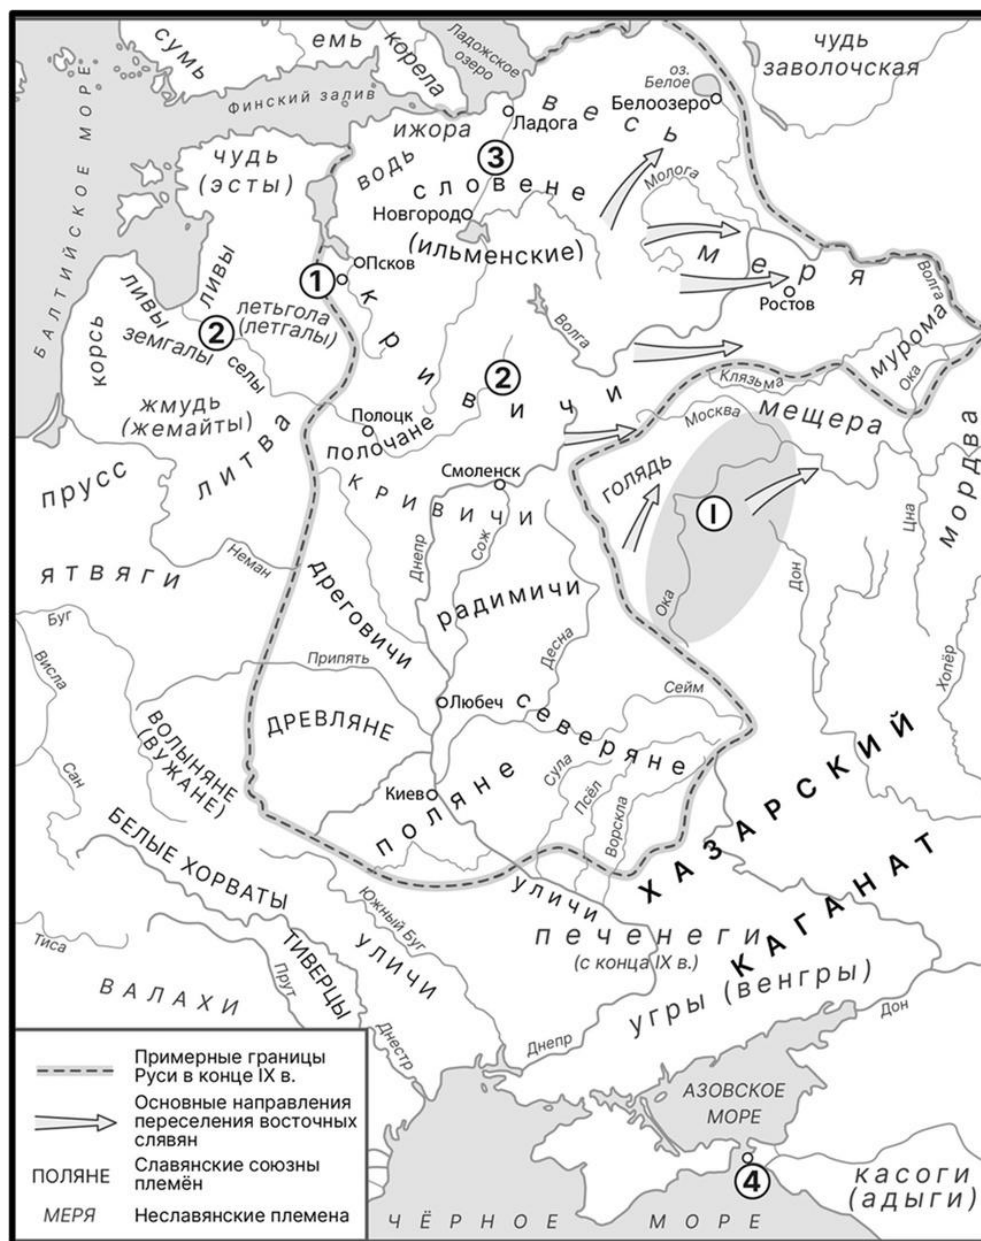 сумь
емь
корела
Ладожское
озеро
чудь
заволочская
оз.
Белое
Белоозеро
БАЛТИЙСКОЕ МОРЕ
Финский залив
ижора
Ладога
весь
водь
чудь
(эсты)
3
словене
Молога
Новгород
(ильменские)
Псков
1
меря
Ростов
Волга
ливы
ливы
летьгола
(летгалы)
2
земгалы
корсь
селы
кривичи
Волга
мурома
Ока
Клязьма
2
жмудь
(жемайты)
Полоцк
полочане
Москва
мещера
литва
прусс
Смоленск
кривичи
голядь
I
мордва
Цна
Днепр
Сож
Неман
ятвяги
дреговичи
радимичи
Ока
Дон
Буг
Висла
Припять
Десна
Хопёр
Любеч
Сейм
ДРЕВЛЯНЕ
северяне
ВОЛЫНЯНЕ
(ВУЖАНЕ)
Сан
Киев
поляне
Сула
Псёл
Ворскла
ХАЗАРСКИЙ
КАГАНАТ
БЕЛЫЕ ХОРВАТЫ
Южный Буг
уличи
уличи
печенеги
(с конца IX в.)
Тиса
Прут
ТИВЕРЦЫ
ВАЛАХИ
угры (венгры)
Днестр
Днепр
Дон
АЗОВСКОЕ
МОРЕ
4
касоги
(адыги)
ЧЁРНОЕ МОРЕ
Примерные границы
Руси в конце IX в.
Основные направления
переселения восточных
слявян
ПОЛЯНЕ
Славянские союзны
племён
МЕРЯ
Неславянские племена